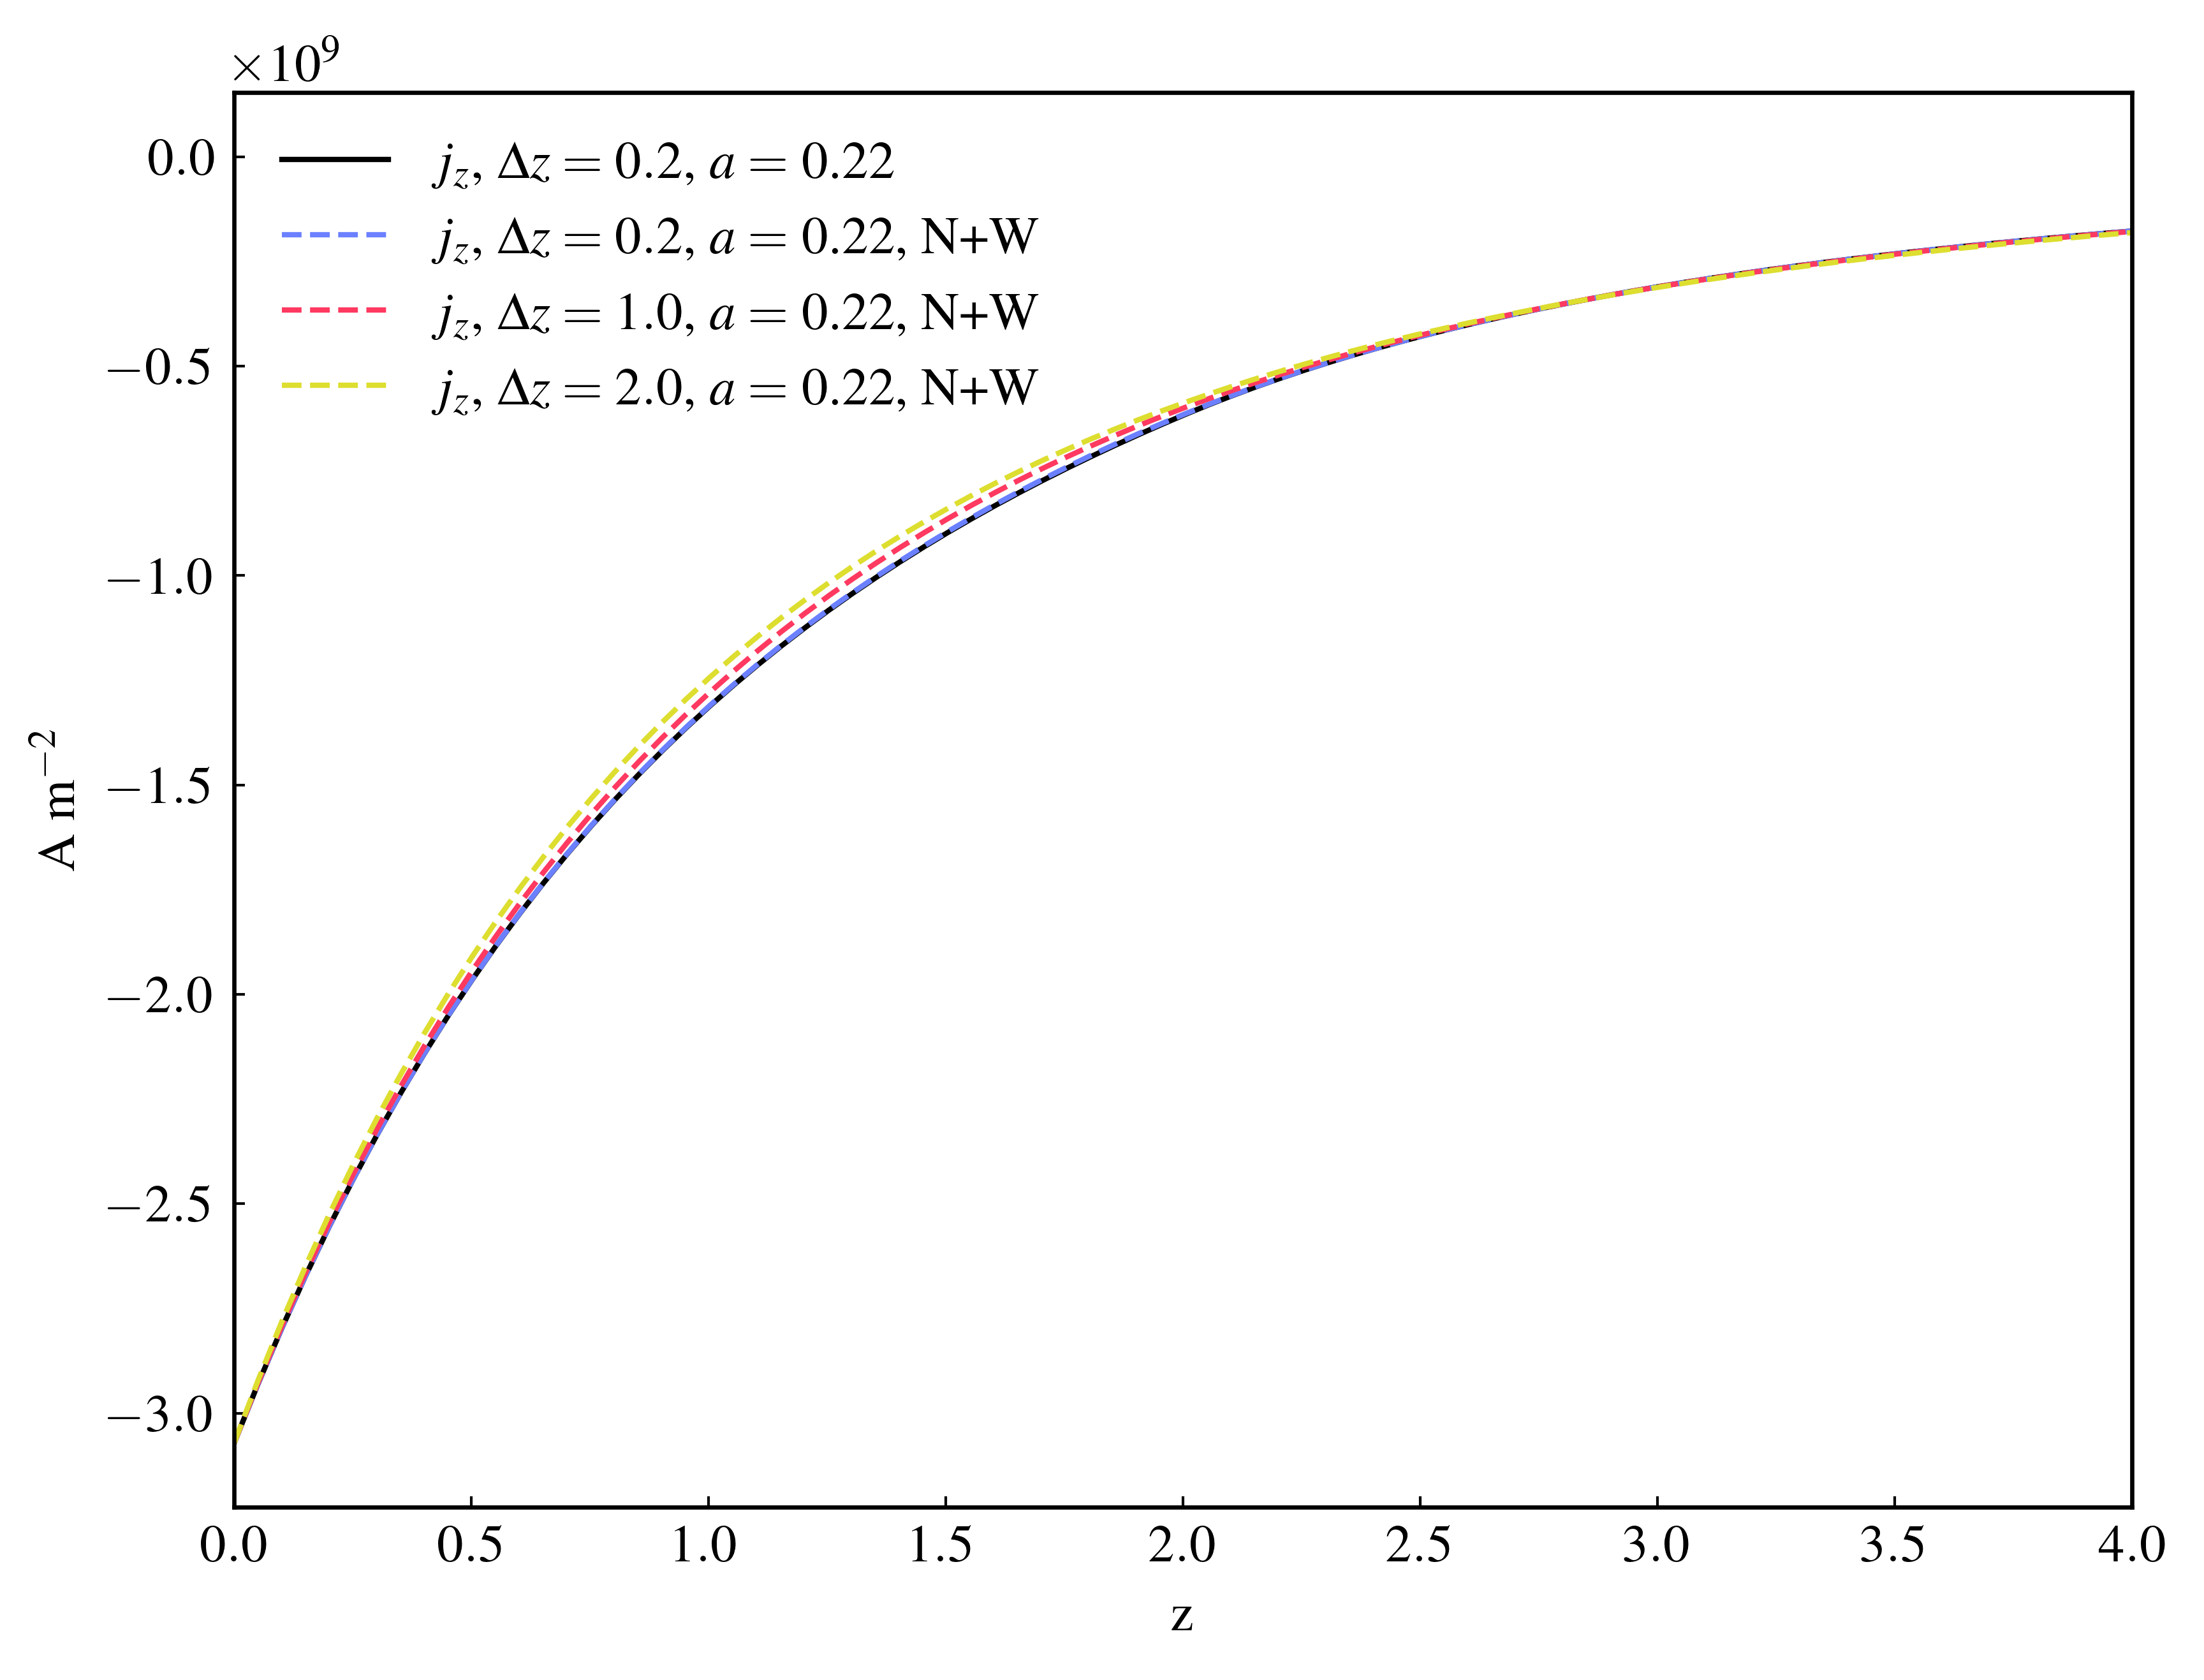 ×10⁹
0.0
−0.5
−1.0
−1.5
−2.0
−2.5
−3.0
A m⁻²
j_z, Δz = 0.2, a = 0.22
j_z, Δz = 0.2, a = 0.22, N+W
j_z, Δz = 1.0, a = 0.22, N+W
j_z, Δz = 2.0, a = 0.22, N+W
0.0 0.5 1.0 1.5 2.0 2.5 3.0 3.5 4.0
z